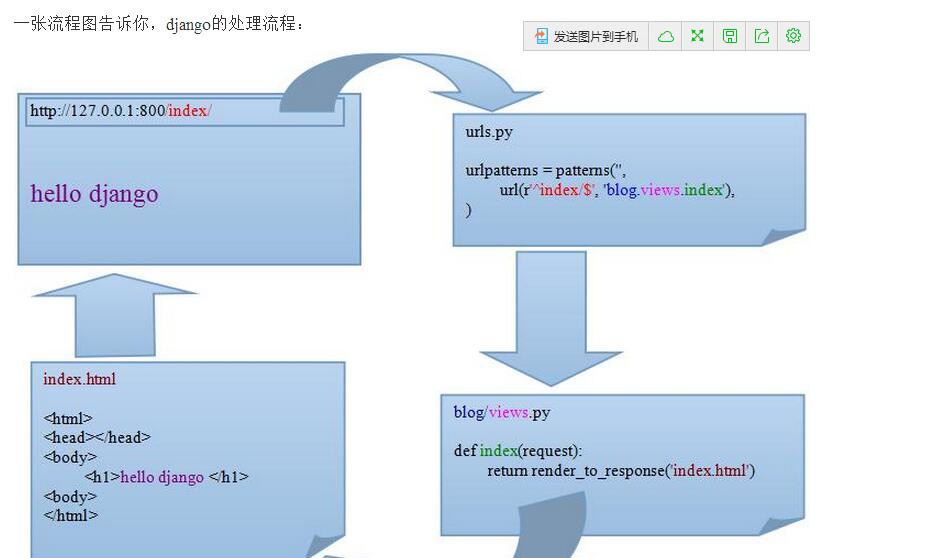 一张流程图告诉你，django的处理流程：
发送图片到手机
http://127.0.0.1:800/index/
hello django
urls.py
urlpatterns = patterns('',
url(r'^index/$', 'blog.views.index'),
)
index.html
<html>
<head></head>
<body>
<h1>hello django </h1>
<body>
</html>
blog/views.py
def index(request):
return render_to_response('index.html')